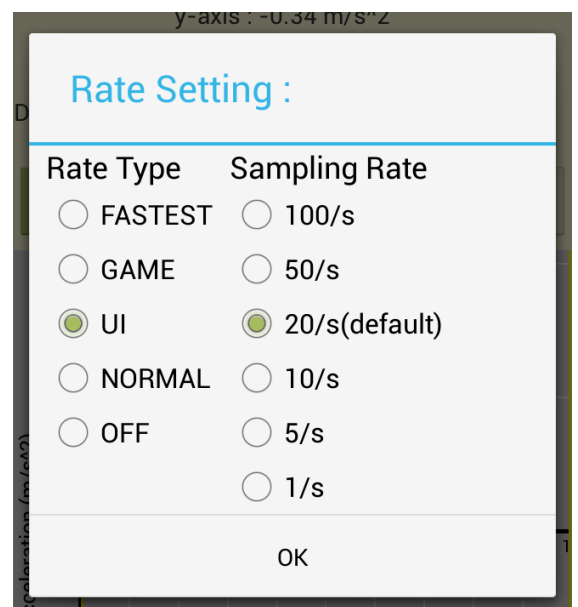 y-axis : -0.34 m/s^2
Rate Setting :
D
Rate Type Sampling Rate
FASTEST 100/s
GAME 50/s
UI 20/s(default)
NORMAL 10/s
OFF 5/s
1/s
OK
1